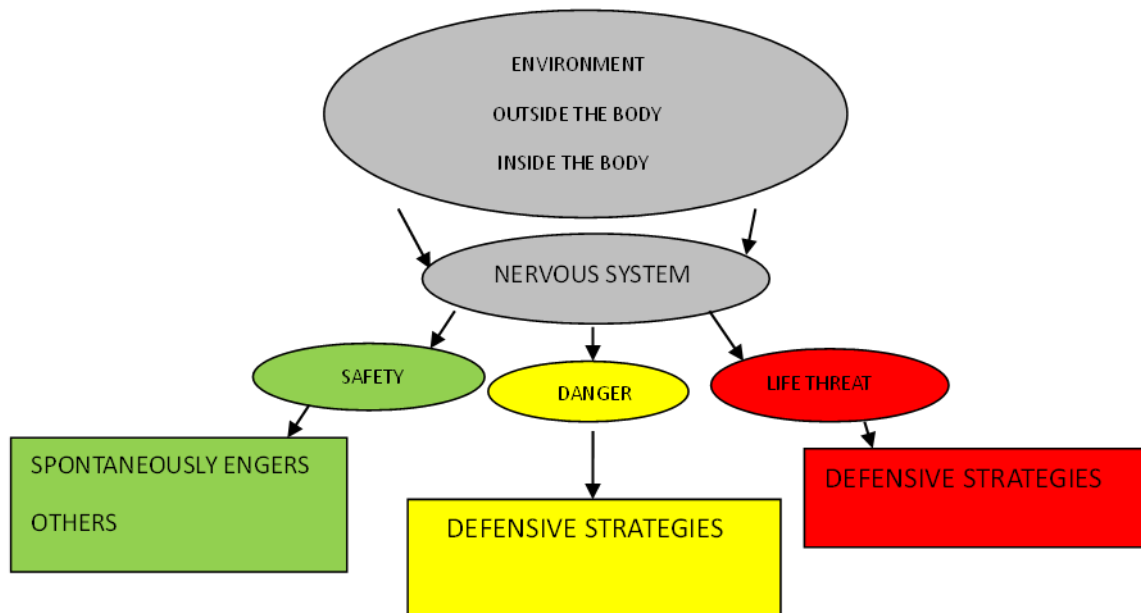 ENVIRONMENT
OUTSIDE THE BODY
INSIDE THE BODY
NERVOUS SYSTEM
SAFETY
DANGER
LIFE THREAT
SPONTANEOUSLY ENGERS
OTHERS
DEFENSIVE STRATEGIES
DEFENSIVE STRATEGIES